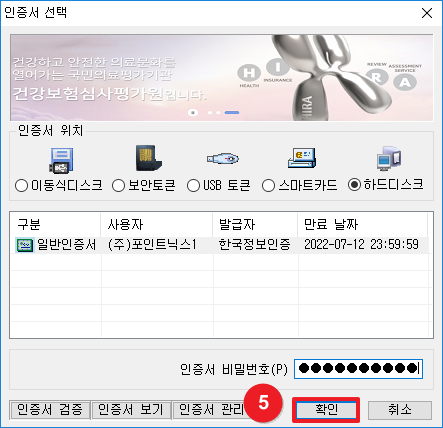 인증서 선택
건강하고 안전한 의료문화를
열어가는 국민의료평가기관
건강보험심사평가원입니다.
H I R A
HEALTH
INSURANCE
REVIEW
ASSESSMENT
SERVICE
HIRA
인증서 위치
이동식디스크 보안토큰 USB 토큰 스마트카드 하드디스크
구분 사용자 발급자 만료 날짜
일반인증서 (주)포인트닉스1 한국정보인증 2022-07-12 23:59:59
인증서 비밀번호(P) ●●●●●●●●●●
인증서 검증 인증서 보기 인증서 관리 5 확인 취소